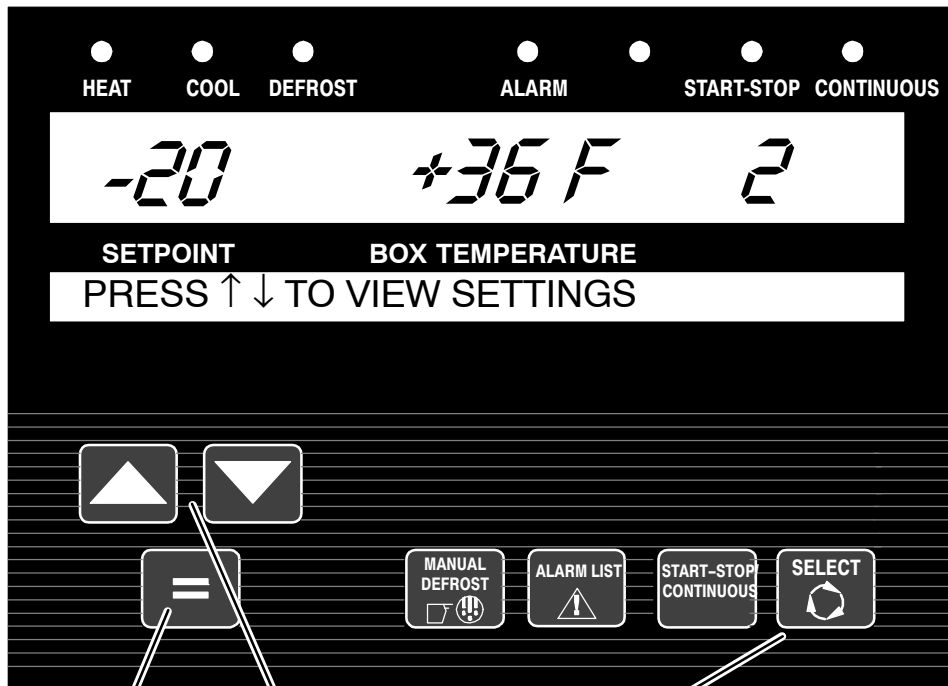 HEAT COOL DEFROST ALARM START-STOP CONTINUOUS
-20 +36 F 2
SETPOINT BOX TEMPERATURE
PRESS ↑↓ TO VIEW SETTINGS
=
MANUAL DEFROST
ALARM LIST
START-STOP/
CONTINUOUS
SELECT